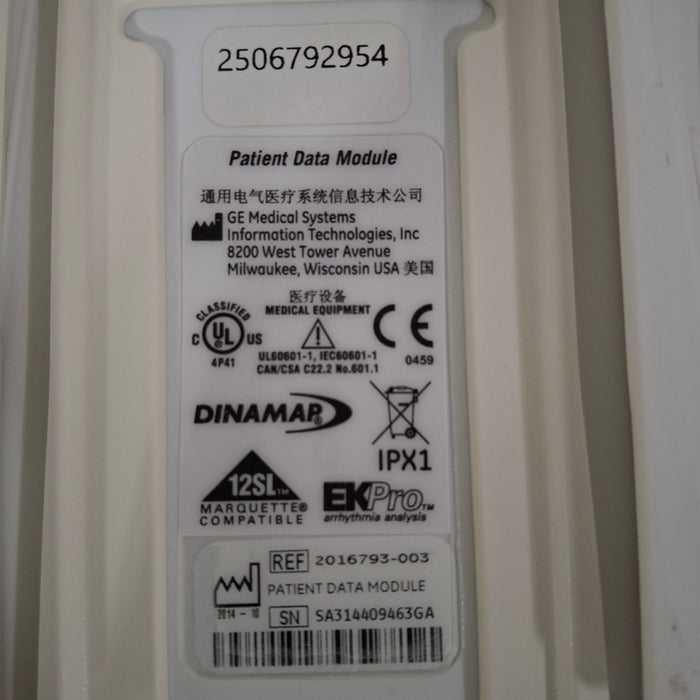 2506792954
Patient Data Module
通用电气医疗系统信息技术公司
GE Medical Systems
Information Technologies, Inc
8200 West Tower Avenue
Milwaukee, Wisconsin USA 美国
医疗设备
MEDICAL EQUIPMENT
CLASSIFIED
C UL® US
4P41
UL60601-1, IEC60601-1
CAN/CSA C22.2 No.601.1
CE
0459
DINAMAP®
IPX1
12SL™
MARQUETTE®
COMPATIBLE
EKPro™
arrhythmia analysis
REF 2016793-003
PATIENT DATA MODULE
2014-10
SN SA314409463GA